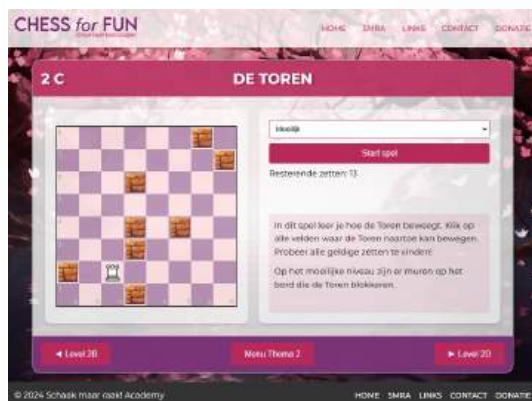 CHESS for FUN
HOME SMRA LINKS CONTACT DONATIE
2 C
DE TOREN
Moeilijk
Start spel
Resterende zetten: 13
In dit spel leer je hoe de Toren beweegt. Klik op
alle velden waar de Toren naartoe kan bewegen.
Probeer alle geldige zetten te vinden!
Op het moeilijke niveau zijn er muren op het
bord die de Toren blokkeren.
◄ Level 2B
Menu Thema 2
► Level 2D
© 2024 Schaak maar raak! Academy
HOME SMRA LINKS CONTACT DONATIE